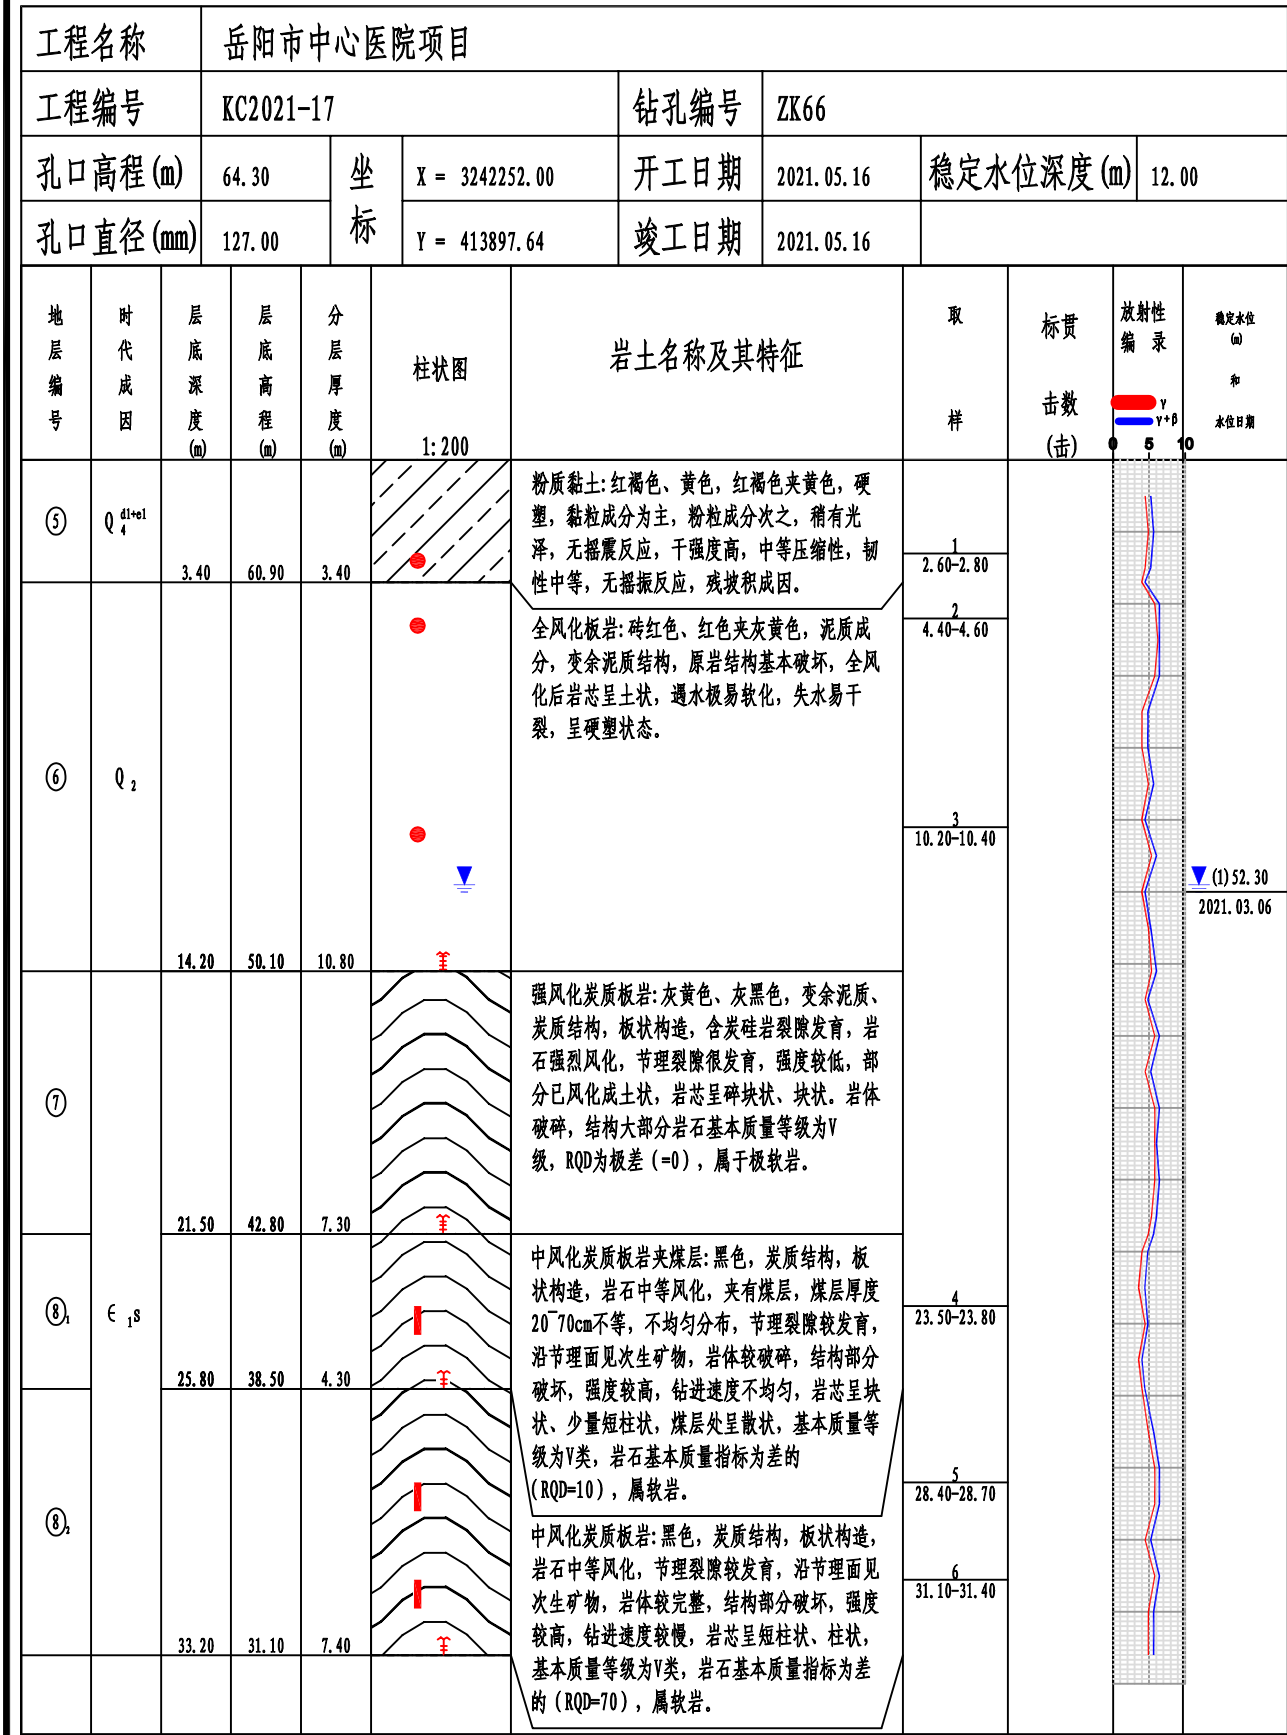 工程名称 岳阳市中心医院项目
工程编号 KC2021-17 钻孔编号 ZK66
孔口高程(m) 64.30 坐标 X = 3242252.00 开工日期 2021.05.16 稳定水位深度(m) 12.00
孔口直径(mm) 127.00 Y = 413897.64 竣工日期 2021.05.16
地层编号 时代成因 层底深度(m) 层底高程(m) 分层厚度(m) 柱状图 1:200 岩土名称及其特征 取样 标贯击数(击) 放射性编录 稳定水位(m)和水位日期
γ
γ+β
0 5 10
⑤ Q4 dl+el 3.40 60.90 3.40
粉质黏土:红褐色、黄色,红褐色夹黄色,硬
塑,黏粒成分为主,粉粒成分次之,稍有光
泽,无摇震反应,干强度高,中等压缩性,韧
性中等,无摇振反应,残坡积成因。
1
2.60-2.80
⑥ Q2 14.20 50.10 10.80
全风化板岩:砖红色、红色夹灰黄色,泥质成
分,变余泥质结构,原岩结构基本破坏,全风
化后岩芯呈土状,遇水极易软化,失水易干
裂,呈硬塑状态。
2
4.40-4.60
3
10.20-10.40
(1)52.30
2021.03.06
⑦ 21.50 42.80 7.30
强风化炭质板岩:灰黄色、灰黑色,变余泥质、
炭质结构,板状构造,含炭硅岩裂隙发育,岩
石强烈风化,节理裂隙很发育,强度较低,部
分已风化成土状,岩芯呈碎块状、块状。岩体
破碎,结构大部分岩石基本质量等级为V
级,RQD为极差(=0),属于极软岩。
⑧1 ∈1s 25.80 38.50 4.30
中风化炭质板岩夹煤层:黑色,炭质结构,板
状构造,岩石中等风化,夹有煤层,煤层厚度
20~70cm不等,不均匀分布,节理裂隙较发育,
沿节理面见次生矿物,岩体较破碎,结构部分
破坏,强度较高,钻进速度不均匀,岩芯呈块
状、少量短柱状,煤层处呈散状,基本质量等
级为V类,岩石基本质量指标为差的
(RQD=10),属软岩。
4
23.50-23.80
5
28.40-28.70
⑧2 33.20 31.10 7.40
中风化炭质板岩:黑色,炭质结构,板状构造,
岩石中等风化,节理裂隙较发育,沿节理面见
次生矿物,岩体较完整,结构部分破坏,强度
较高,钻进速度较慢,岩芯呈短柱状、柱状,
基本质量等级为V类,岩石基本质量指标为差
的(RQD=70),属软岩。
6
31.10-31.40